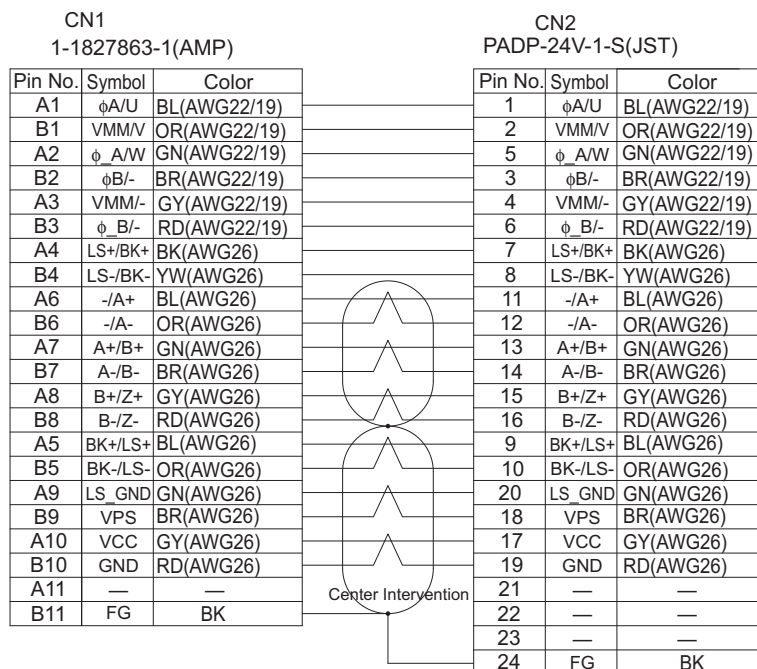 CN1
1-1827863-1(AMP)
CN2
PADP-24V-1-S(JST)
Pin No. Symbol Color Pin No. Symbol Color
A1 ϕA/U BL(AWG22/19) 1 ϕA/U BL(AWG22/19)
B1 VMM/V OR(AWG22/19) 2 VMM/V OR(AWG22/19)
A2 ϕ_A/W GN(AWG22/19) 5 ϕ_A/W GN(AWG22/19)
B2 ϕB/- BR(AWG22/19) 3 ϕB/- BR(AWG22/19)
A3 VMM/- GY(AWG22/19) 4 VMM/- GY(AWG22/19)
B3 ϕ_B/- RD(AWG22/19) 6 ϕ_B/- RD(AWG22/19)
A4 LS+/BK+ BK(AWG26) 7 LS+/BK+ BK(AWG26)
B4 LS-/BK- YW(AWG26) 8 LS-/BK- YW(AWG26)
A6 -/A+ BL(AWG26) 11 -/A+ BL(AWG26)
B6 -/A- OR(AWG26) 12 -/A- OR(AWG26)
A7 A+/B+ GN(AWG26) 13 A+/B+ GN(AWG26)
B7 A-/B- BR(AWG26) 14 A-/B- BR(AWG26)
A8 B+/Z+ GY(AWG26) 15 B+/Z+ GY(AWG26)
B8 B-/Z- RD(AWG26) 16 B-/Z- RD(AWG26)
A5 BK+/LS+ BL(AWG26) 9 BK+/LS+ BL(AWG26)
B5 BK-/LS- OR(AWG26) 10 BK-/LS- OR(AWG26)
A9 LS_GND GN(AWG26) 20 LS_GND GN(AWG26)
B9 VPS BR(AWG26) 18 VPS BR(AWG26)
A10 VCC GY(AWG26) 17 VCC GY(AWG26)
B10 GND RD(AWG26) 19 GND RD(AWG26)
A11 — — Center Intervention 21 — —
B11 FG BK 22 — —
23 — —
24 FG BK